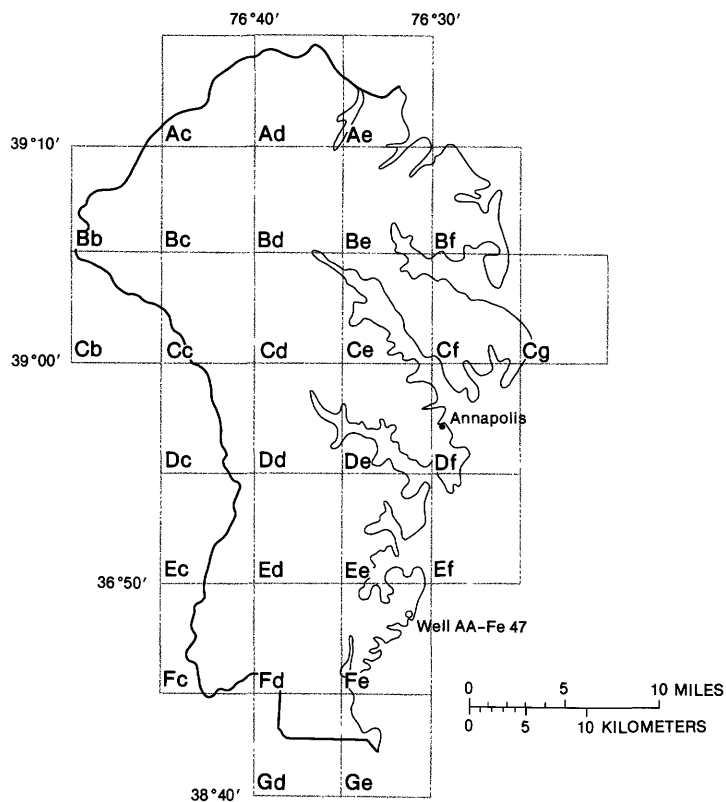 76°40′ 76°30′
Ac Ad Ae
39°10′
Bb Bc Bd Be Bf
39°00′ Cb Cc Cd Ce Cf Cg
Annapolis
Dc Dd De Df
Ec Ed Ee Ef
36°50′
Well AA-Fe 47
Fc Fd Fe
0 5 10 MILES
0 5 10 KILOMETERS
Gd Ge
38°40′